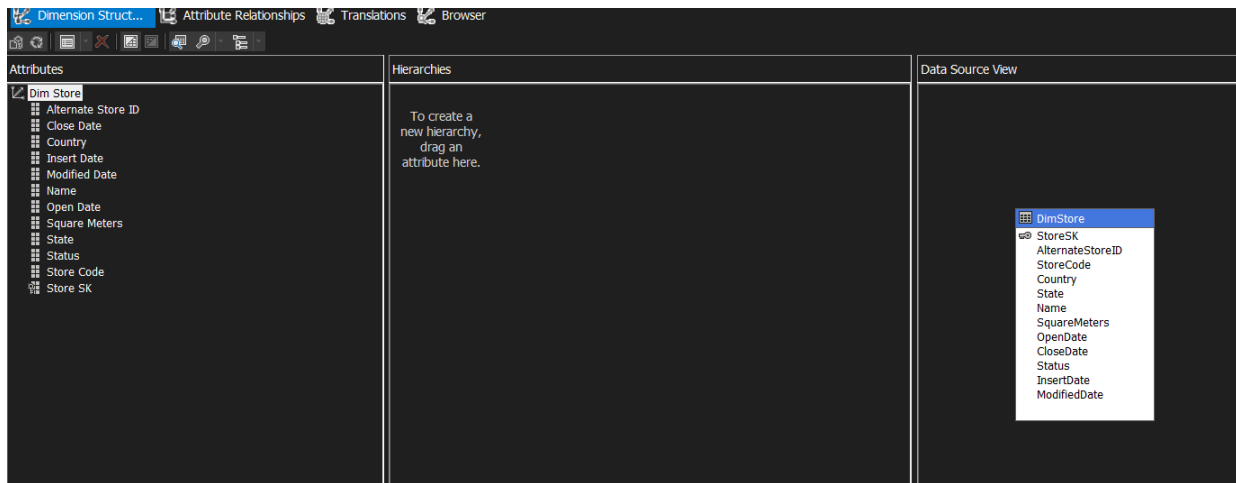 Dimension Struct... Attribute Relationships Translations Browser
Attributes
Dim Store
Alternate Store ID
Close Date
Country
Insert Date
Modified Date
Name
Open Date
Square Meters
State
Status
Store Code
Store SK
Hierarchies
To create a
new hierarchy,
drag an
attribute here.
Data Source View
DimStore
StoreSK
AlternateStoreID
StoreCode
Country
State
Name
SquareMeters
OpenDate
CloseDate
Status
InsertDate
ModifiedDate